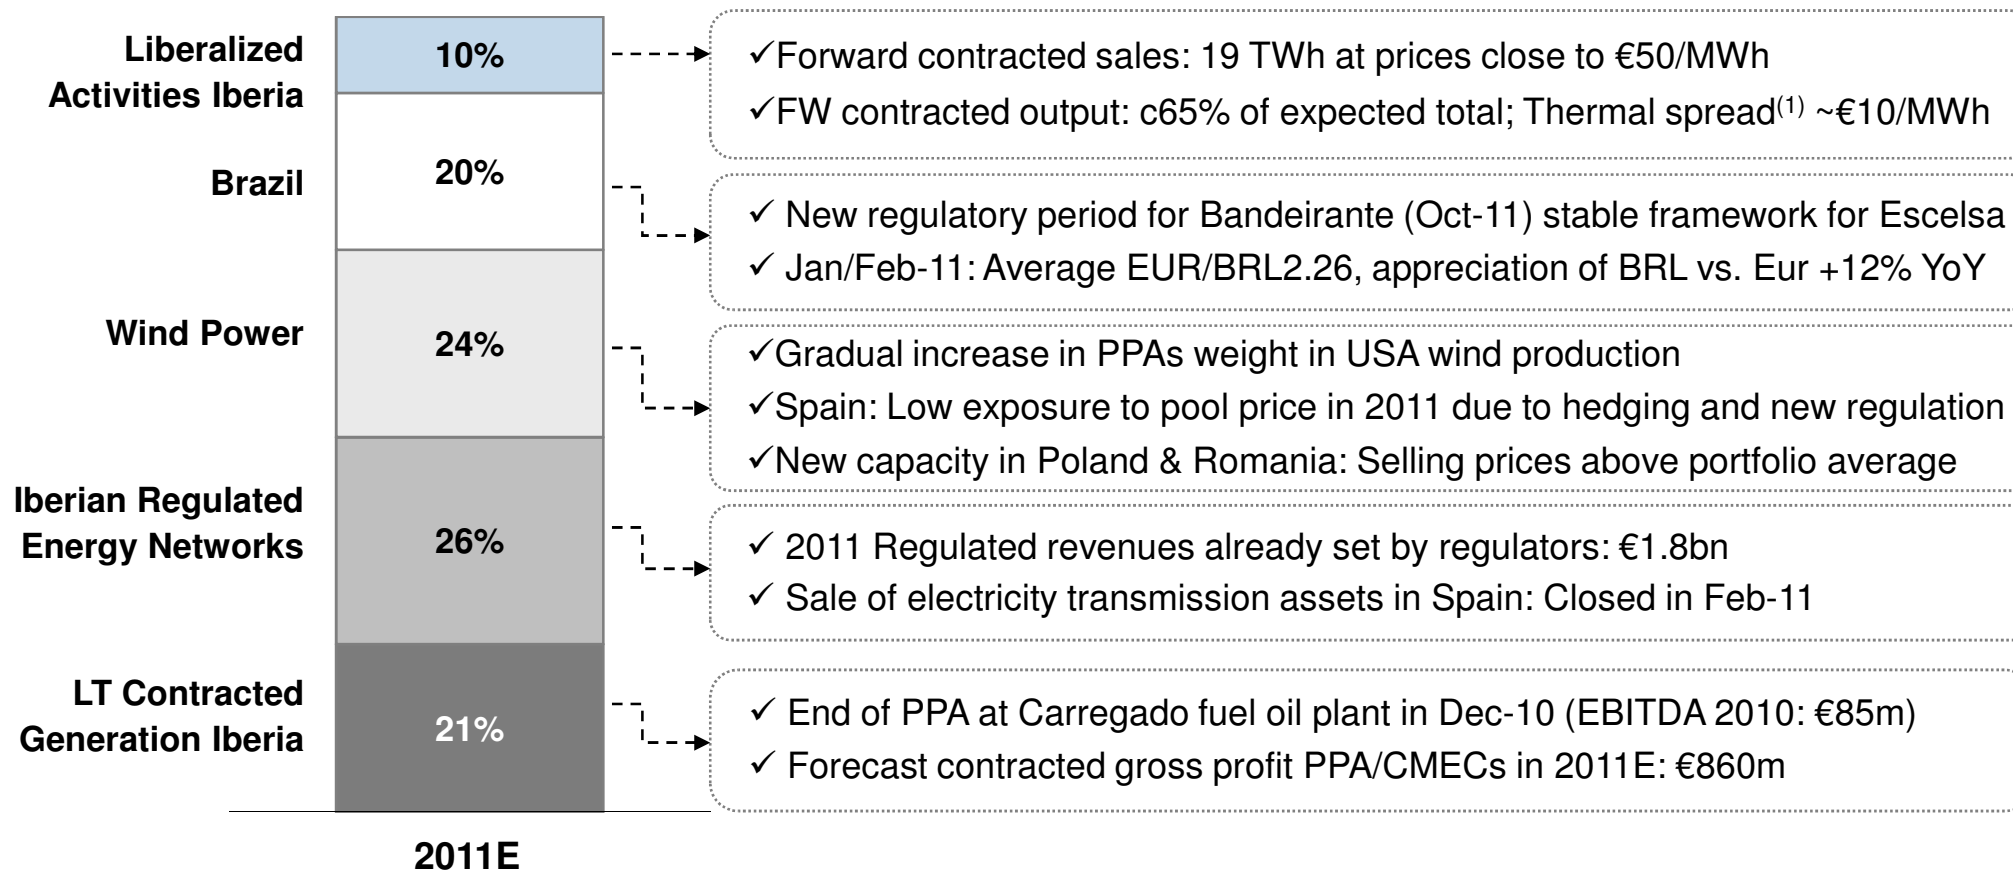 Liberalized
Activities Iberia
10%
✓Forward contracted sales: 19 TWh at prices close to €50/MWh
✓FW contracted output: c65% of expected total; Thermal spread(1) ~€10/MWh
Brazil
20%
✓ New regulatory period for Bandeirante (Oct-11) stable framework for Escelsa
✓ Jan/Feb-11: Average EUR/BRL2.26, appreciation of BRL vs. Eur +12% YoY
Wind Power
24%
✓Gradual increase in PPAs weight in USA wind production
✓Spain: Low exposure to pool price in 2011 due to hedging and new regulation
✓New capacity in Poland & Romania: Selling prices above portfolio average
Iberian Regulated
Energy Networks
26%
✓ 2011 Regulated revenues already set by regulators: €1.8bn
✓ Sale of electricity transmission assets in Spain: Closed in Feb-11
LT Contracted
Generation Iberia
21%
✓ End of PPA at Carregado fuel oil plant in Dec-10 (EBITDA 2010: €85m)
✓ Forecast contracted gross profit PPA/CMECs in 2011E: €860m
2011E